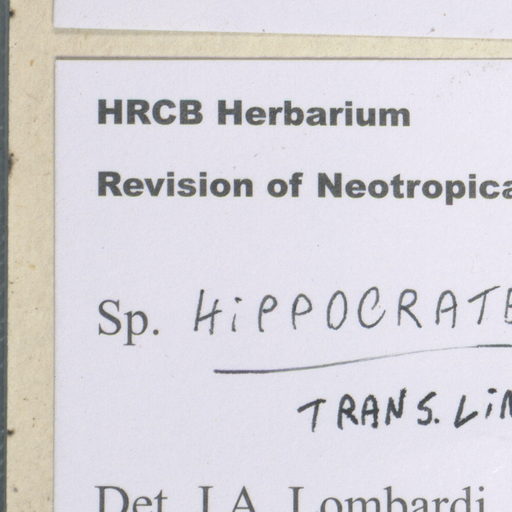 HRCB Herbarium
Revision of Neotropica
Sp. HiPPOCRATE
TRANS. LiN
Det. J.A. Lombardi